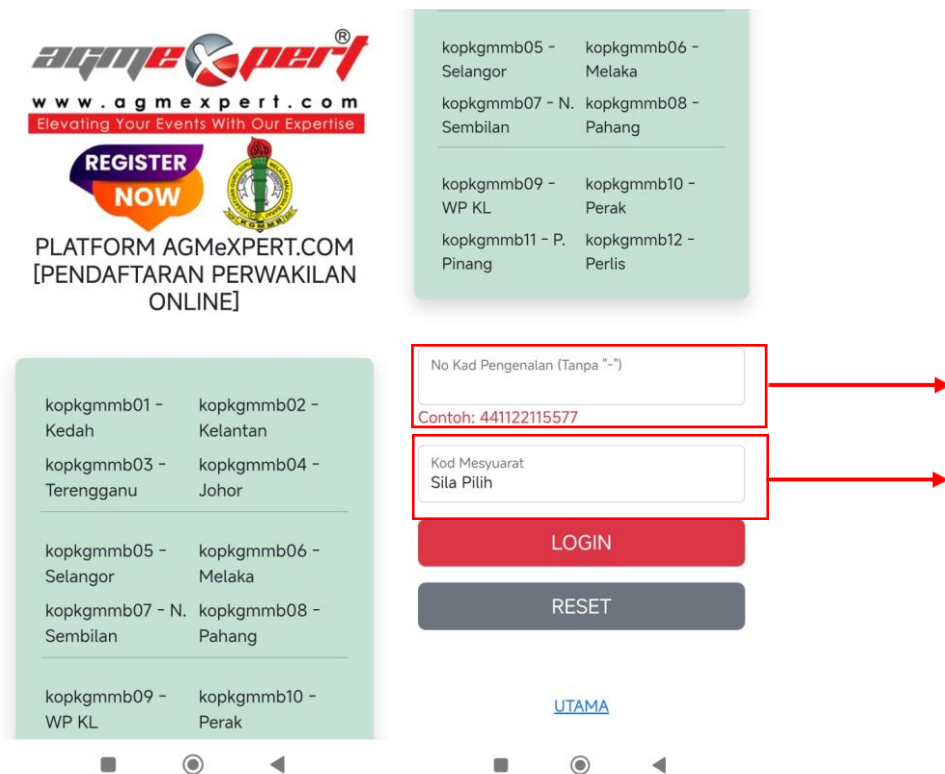 agmexpert®
www.agmexpert.com
Elevating Your Events With Our Expertise
REGISTER
NOW
KGMMB
PLATFORM AGMeXPERT.COM
[PENDAFTARAN PERWAKILAN
ONLINE]
kopkgmmb01 - Kedah
kopkgmmb02 - Kelantan
kopkgmmb03 - Terengganu
kopkgmmb04 - Johor
kopkgmmb05 - Selangor
kopkgmmb06 - Melaka
kopkgmmb07 - N. Sembilan
kopkgmmb08 - Pahang
kopkgmmb09 - WP KL
kopkgmmb10 - Perak
kopkgmmb05 - Selangor
kopkgmmb06 - Melaka
kopkgmmb07 - N. Sembilan
kopkgmmb08 - Pahang
kopkgmmb09 - WP KL
kopkgmmb10 - Perak
kopkgmmb11 - P. Pinang
kopkgmmb12 - Perlis
No Kad Pengenalan (Tanpa "-")
Contoh: 441122115577
Kod Mesyuarat
Sila Pilih
LOGIN
RESET
UTAMA